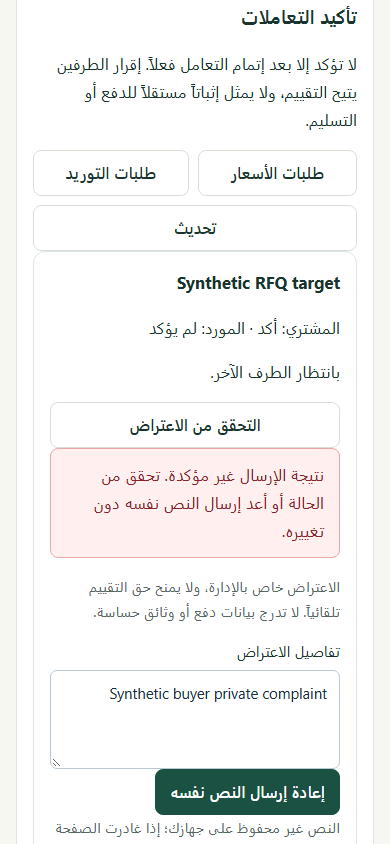 تأكيد التعاملات
لا تؤكد إلا بعد إتمام التعامل فعلاً. إقرار الطرفين
يتيح التقييم، ولا يمثل إثباتاً مستقلاً للدفع أو
التسليم.
طلبات الأسعار
طلبات التوريد
تحديث
Synthetic RFQ target
المشتري: أكد · المورد: لم يؤكد
بانتظار الطرف الآخر.
التحقق من الاعتراض
نتيجة الإرسال غير مؤكدة. تحقق من
الحالة أو أعد إرسال النص نفسه دون
تغييره.
الاعتراض خاص بالإدارة، ولا يمنح حق التقييم
تلقائياً. لا تدرج بيانات دفع أو وثائق حساسة.
تفاصيل الاعتراض
Synthetic buyer private complaint
إعادة إرسال النص نفسه
النص غير محفوظ على جهازك؛ إذا غادرت الصفحة